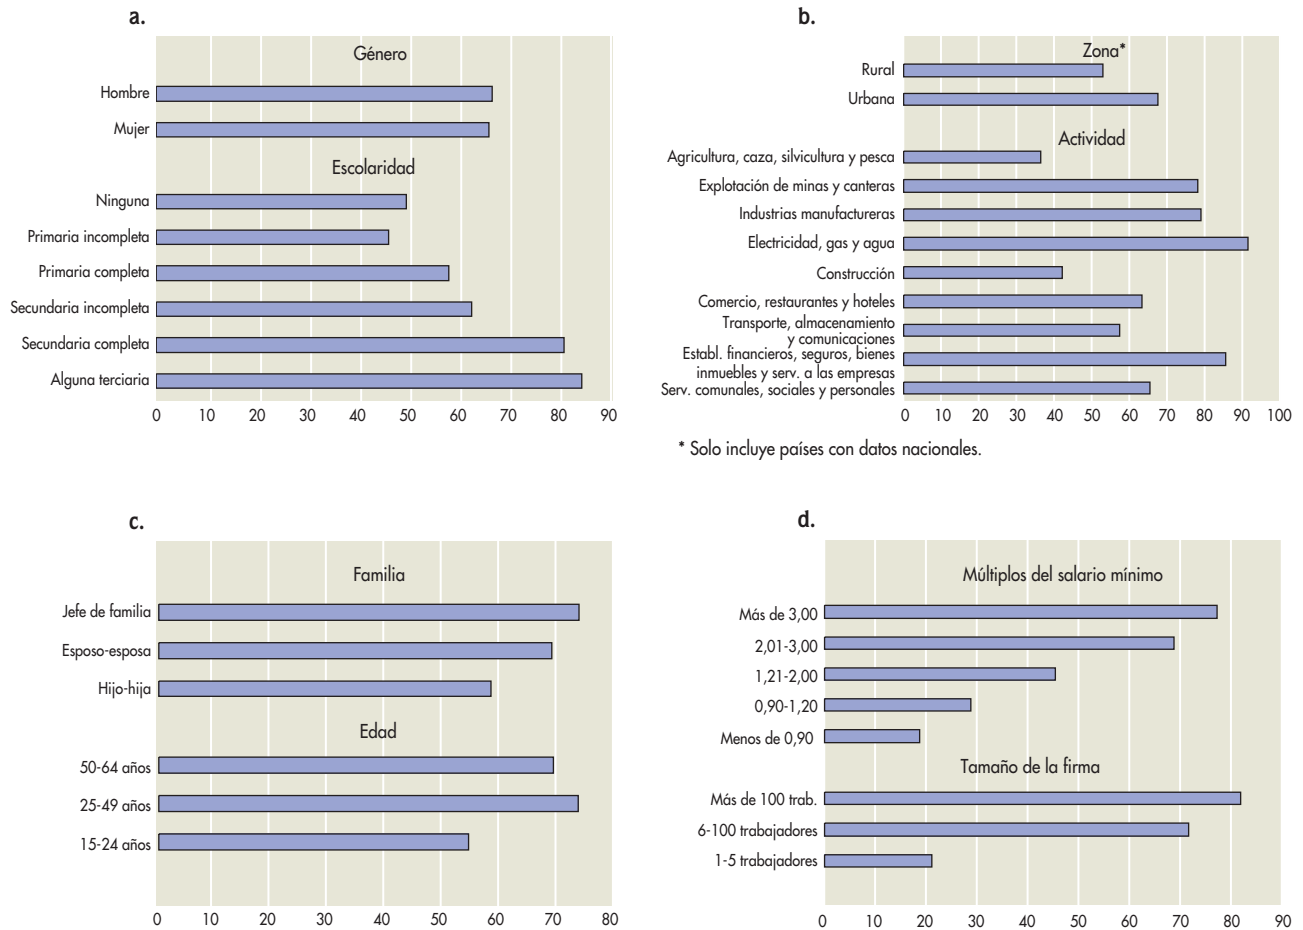 a.
Género
Hombre
Mujer
Escolaridad
Ninguna
Primaria incompleta
Primaria completa
Secundaria incompleta
Secundaria completa
Alguna terciaria
0 10 20 30 40 50 60 70 80 90
b.
Zona*
Rural
Urbana
Actividad
Agricultura, caza, silvicultura y pesca
Explotación de minas y canteras
Industrias manufactureras
Electricidad, gas y agua
Construcción
Comercio, restaurantes y hoteles
Transporte, almacenamiento
y comunicaciones
Establ. financieros, seguros, bienes
inmuebles y serv. a las empresas
Serv. comunales, sociales y personales
0 10 20 30 40 50 60 70 80 90 100
* Solo incluye países con datos nacionales.
c.
Familia
Jefe de familia
Esposo-esposa
Hijo-hija
Edad
50-64 años
25-49 años
15-24 años
0 10 20 30 40 50 60 70 80
d.
Múltiplos del salario mínimo
Más de 3,00
2,01-3,00
1,21-2,00
0,90-1,20
Menos de 0,90
Tamaño de la firma
Más de 100 trab.
6-100 trabajadores
1-5 trabajadores
0 10 20 30 40 50 60 70 80 90